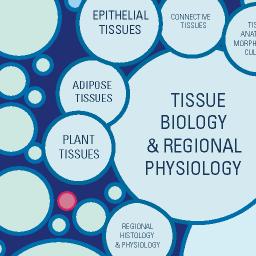 EPITHELIAL
TISSUES
CONNECTIVE
TISSUES
ADIPOSE
TISSUES
PLANT
TISSUES
TISSUE
BIOLOGY
& REGIONAL
PHYSIOLOGY
REGIONAL
HISTOLOGY
& PHYSIOLOGY